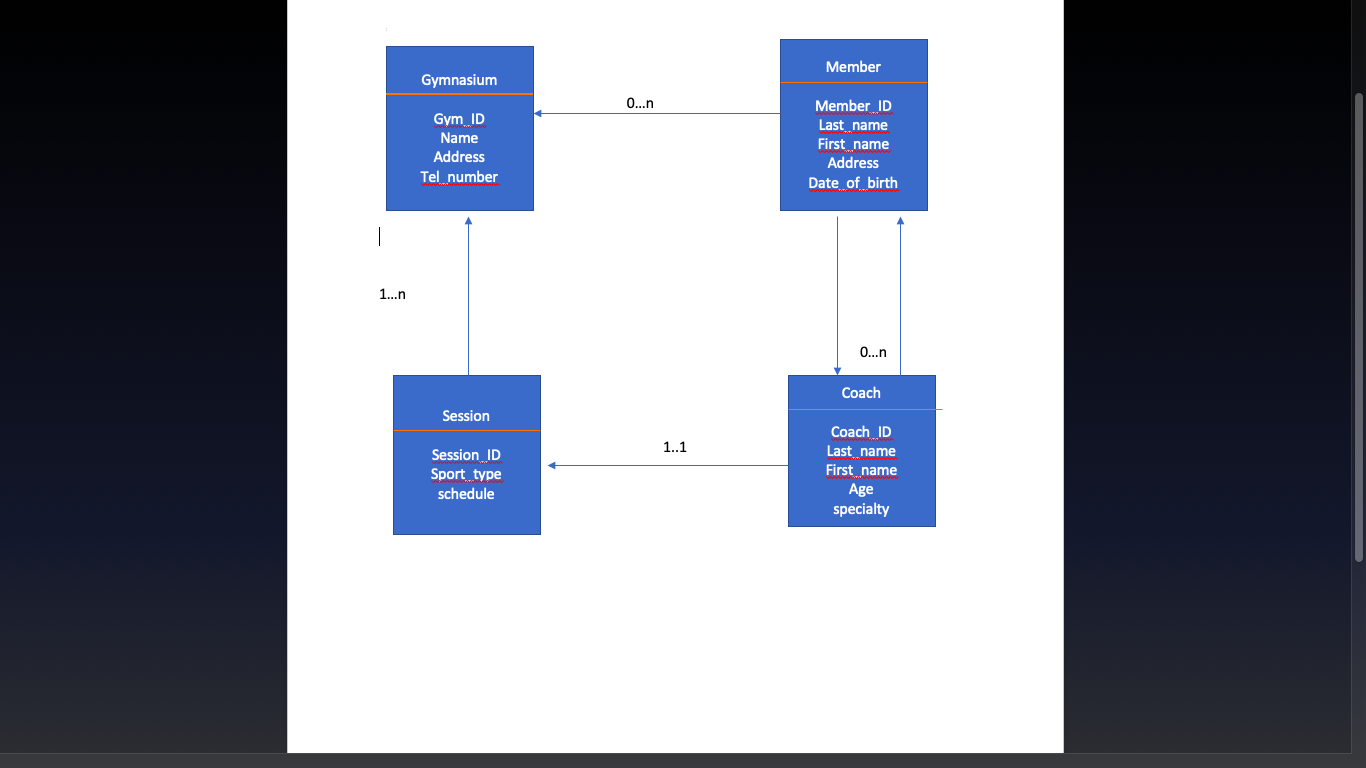 Gymnasium
Gym_ID
Name
Address
Tel_number
0...n
Member
Member_ID
Last_name
First_name
Address
Date_of_birth
1...n
0...n
Session
Session_ID
Sport_type
schedule
1..1
Coach
Coach_ID
Last_name
First_name
Age
specialty